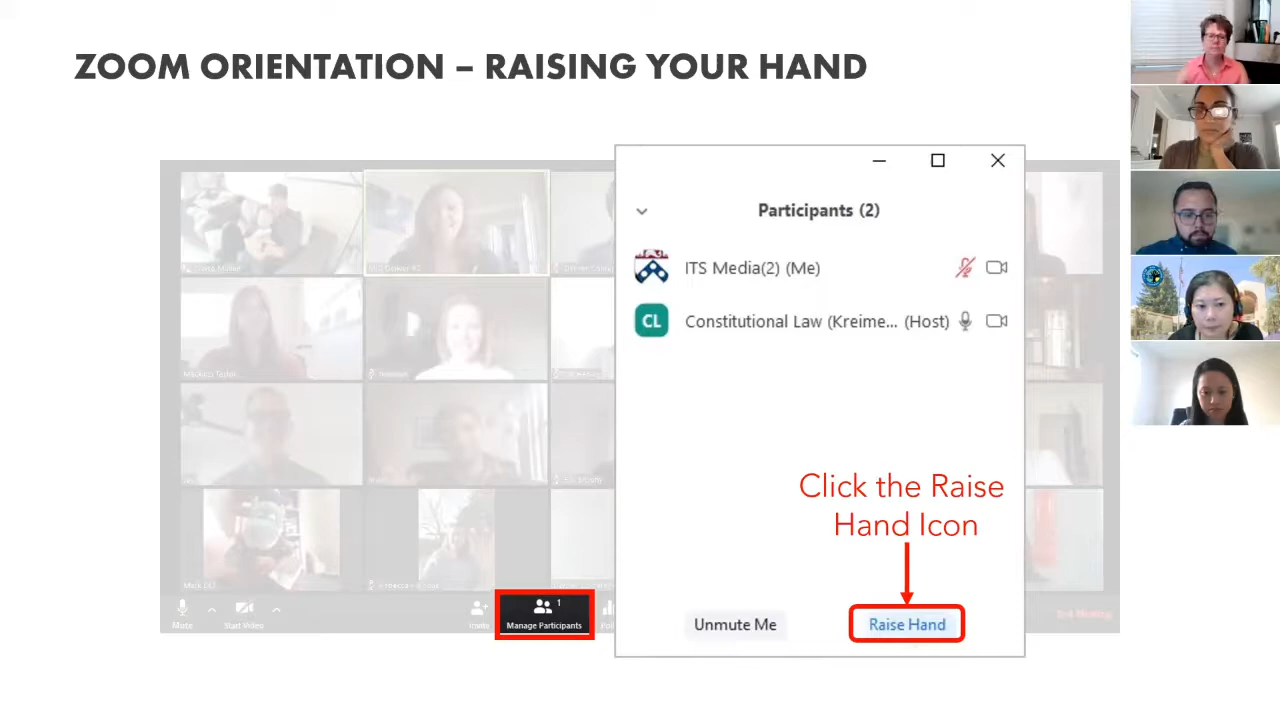 ZOOM ORIENTATION – RAISING YOUR HAND
Participants (2)
ITS Media(2) (Me)
CL
Constitutional Law (Kreime... (Host)
Click the Raise
Hand Icon
Unmute Me
Raise Hand
Mute
Start Video
Invite
1
Manage Participants